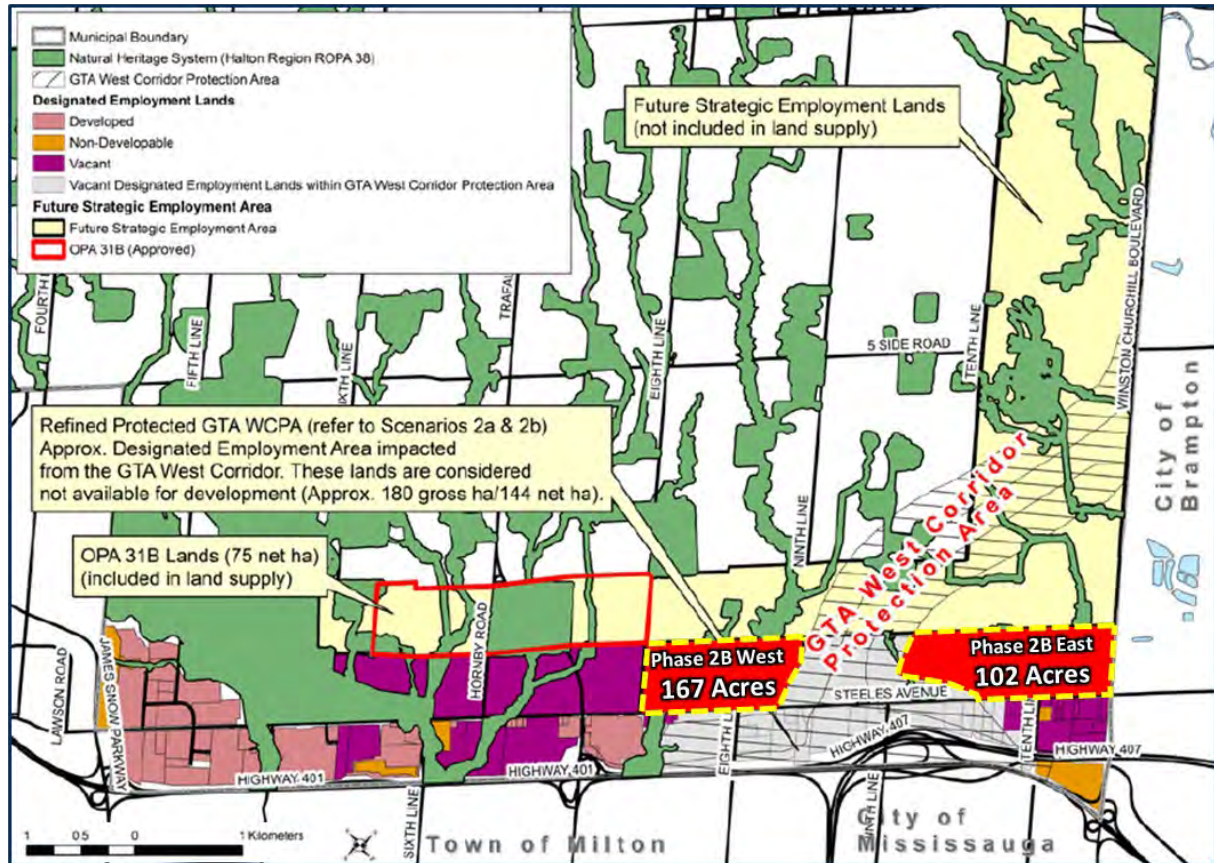 Municipal Boundary
Natural Heritage System (Halton Region ROPA 38)
GTA West Corridor Protection Area
Designated Employment Lands
Developed
Non-Developable
Vacant
Vacant Designated Employment Lands within GTA West Corridor Protection Area
Future Strategic Employment Area
Future Strategic Employment Area
OPA 31B (Approved)
Future Strategic Employment Lands
(not included in land supply)
FOURTH
FIFTH LINE
SIXTH LINE
TRAFAL
EIGHTH LINE
5 SIDE ROAD
TENTH LINE
WINSTON CHURCHILL BOULEVARD
City of
Brampton
Refined Protected GTA WCPA (refer to Scenarios 2a & 2b)
Approx. Designated Employment Area impacted
from the GTA West Corridor. These lands are considered
not available for development (Approx. 180 gross ha/144 net ha).
OPA 31B Lands (75 net ha)
(included in land supply)
NINTH LINE
GTA West Corridor
Protection Area
HORNBY ROAD
Phase 2B West
167 Acres
Phase 2B East
102 Acres
STEELES AVENUE
LAWSON ROAD
JAMES SNOW PARKWAY
HIGHWAY 401
SIXTH LINE
HIGHWAY 401
EIGHTH LINE
HIGHWAY 407
NINTH LINE
TENTH LINE
HIGHWAY 407
1 0.5 0 1 Kilometers
Town of Milton
City of
Mississauga